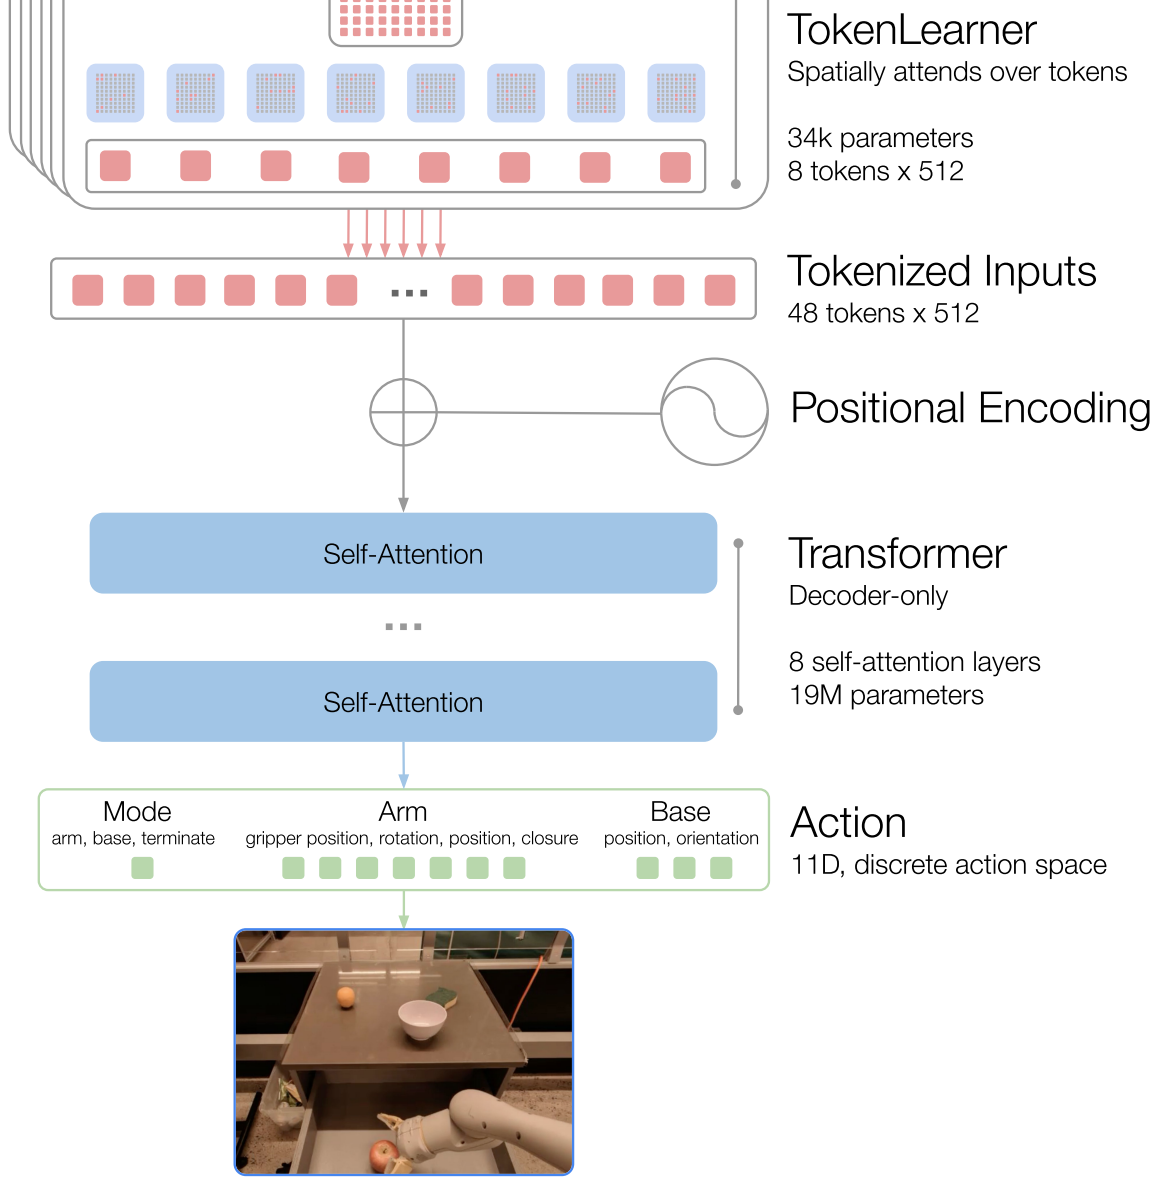 TokenLearner
Spatially attends over tokens
34k parameters
8 tokens x 512
Tokenized Inputs
48 tokens x 512
Positional Encoding
Self-Attention
Transformer
Decoder-only
8 self-attention layers
19M parameters
Self-Attention
Mode
arm, base, terminate
Arm
gripper position, rotation, position, closure
Base
position, orientation
Action
11D, discrete action space